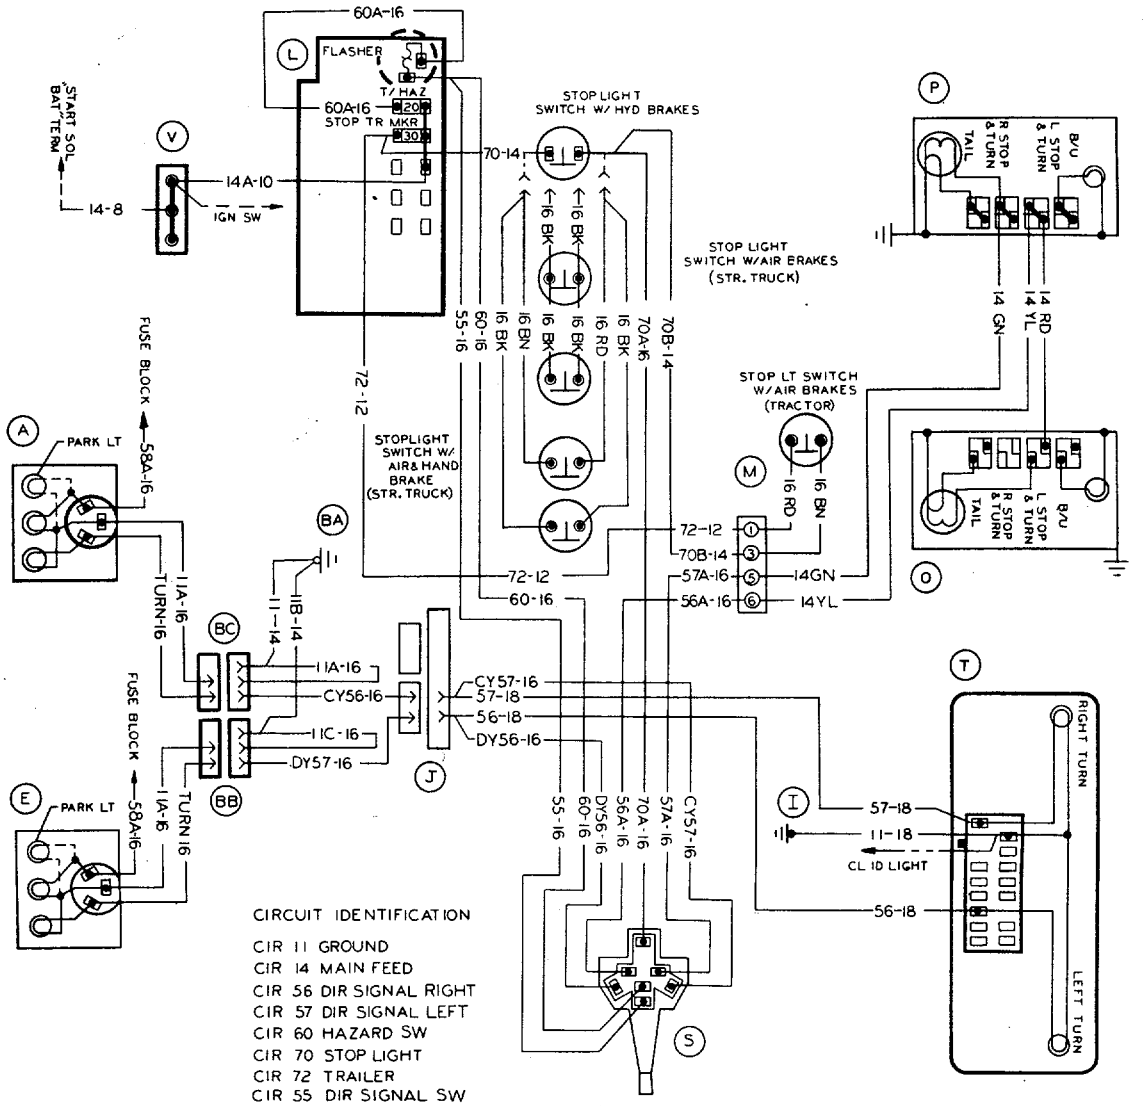 60A-16
L
FLASHER
T/HAZ
60A-16
20
STOP TR MKR
30
START SOL
BAT TERM
V
14A-10
IGN SW
14-8
STOPLIGHT
SWITCH W/HYD BRAKES
70-14
16 BK
16 BK
STOP LIGHT
SWITCH W/AIR BRAKES
(STR. TRUCK)
P
TAIL
R STOP
& TURN
L STOP
& TURN
B/U
14 GN
14 YL
14 RD
55-16
60-16
16 BK
16 BN
16 BK
16 BK
16 RD
16 BK
70A-16
70B-14
72-12
STOP LT SWITCH
W/AIR BRAKES
(TRACTOR)
STOPLIGHT
SWITCH W/
AIR & HAND
BRAKE
(STR. TRUCK)
FUSE BLOCK
58A-16
A
PARK LT
M
16 RD
16 BN
72-12
1
70B-14
3
57A-16
5
14GN
56A-16
6
14YL
TAIL
R STOP
& TURN
L STOP
& TURN
B/U
O
BA
72-12
60-16
11A-16
TURN-16
11-14
11B-14
BC
11A-16
CY56-16
11C-16
DY57-16
BB
J
CY57-16
57-18
56-18
DY56-16
T
RIGHT TURN
LEFT TURN
FUSE BLOCK
58A-16
E
PARK LT
11A-16
TURN 16
I
57-18
11-18
CL ID LIGHT
56-18
55-16
60-16
DY56-16
56A-16
70A-16
57A-16
CY57-16
S
CIRCUIT IDENTIFICATION
CIR 11 GROUND
CIR 14 MAIN FEED
CIR 56 DIR SIGNAL RIGHT
CIR 57 DIR SIGNAL LEFT
CIR 60 HAZARD SW
CIR 70 STOP LIGHT
CIR 72 TRAILER
CIR 55 DIR SIGNAL SW